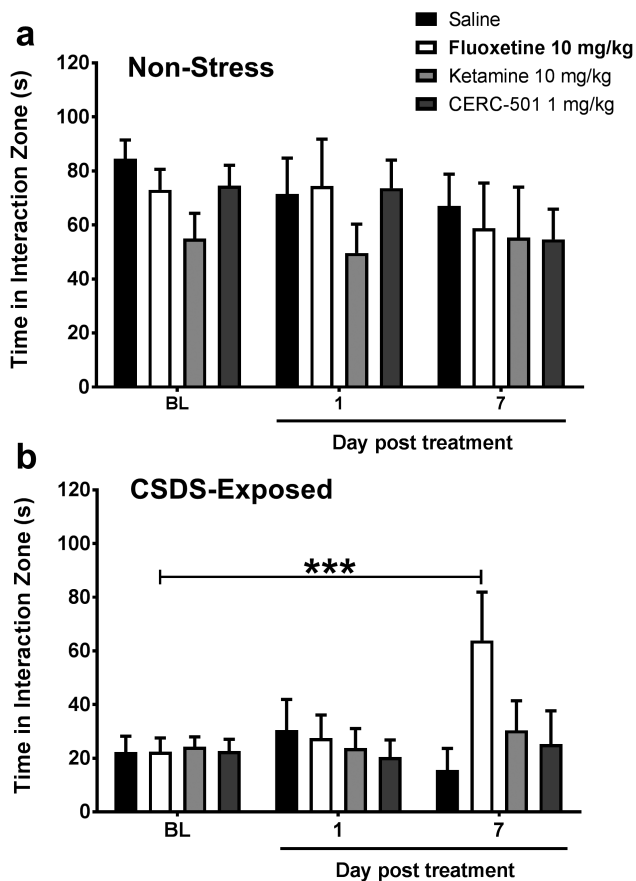 a
Saline
Fluoxetine 10 mg/kg
Ketamine 10 mg/kg
CERC-501 1 mg/kg
Non-Stress
Time in Interaction Zone (s)
120
100
80
60
40
20
0
BL
1
7
Day post treatment
b
CSDS-Exposed
Time in Interaction Zone (s)
120
100
80
60
40
20
0
***
BL
1
7
Day post treatment